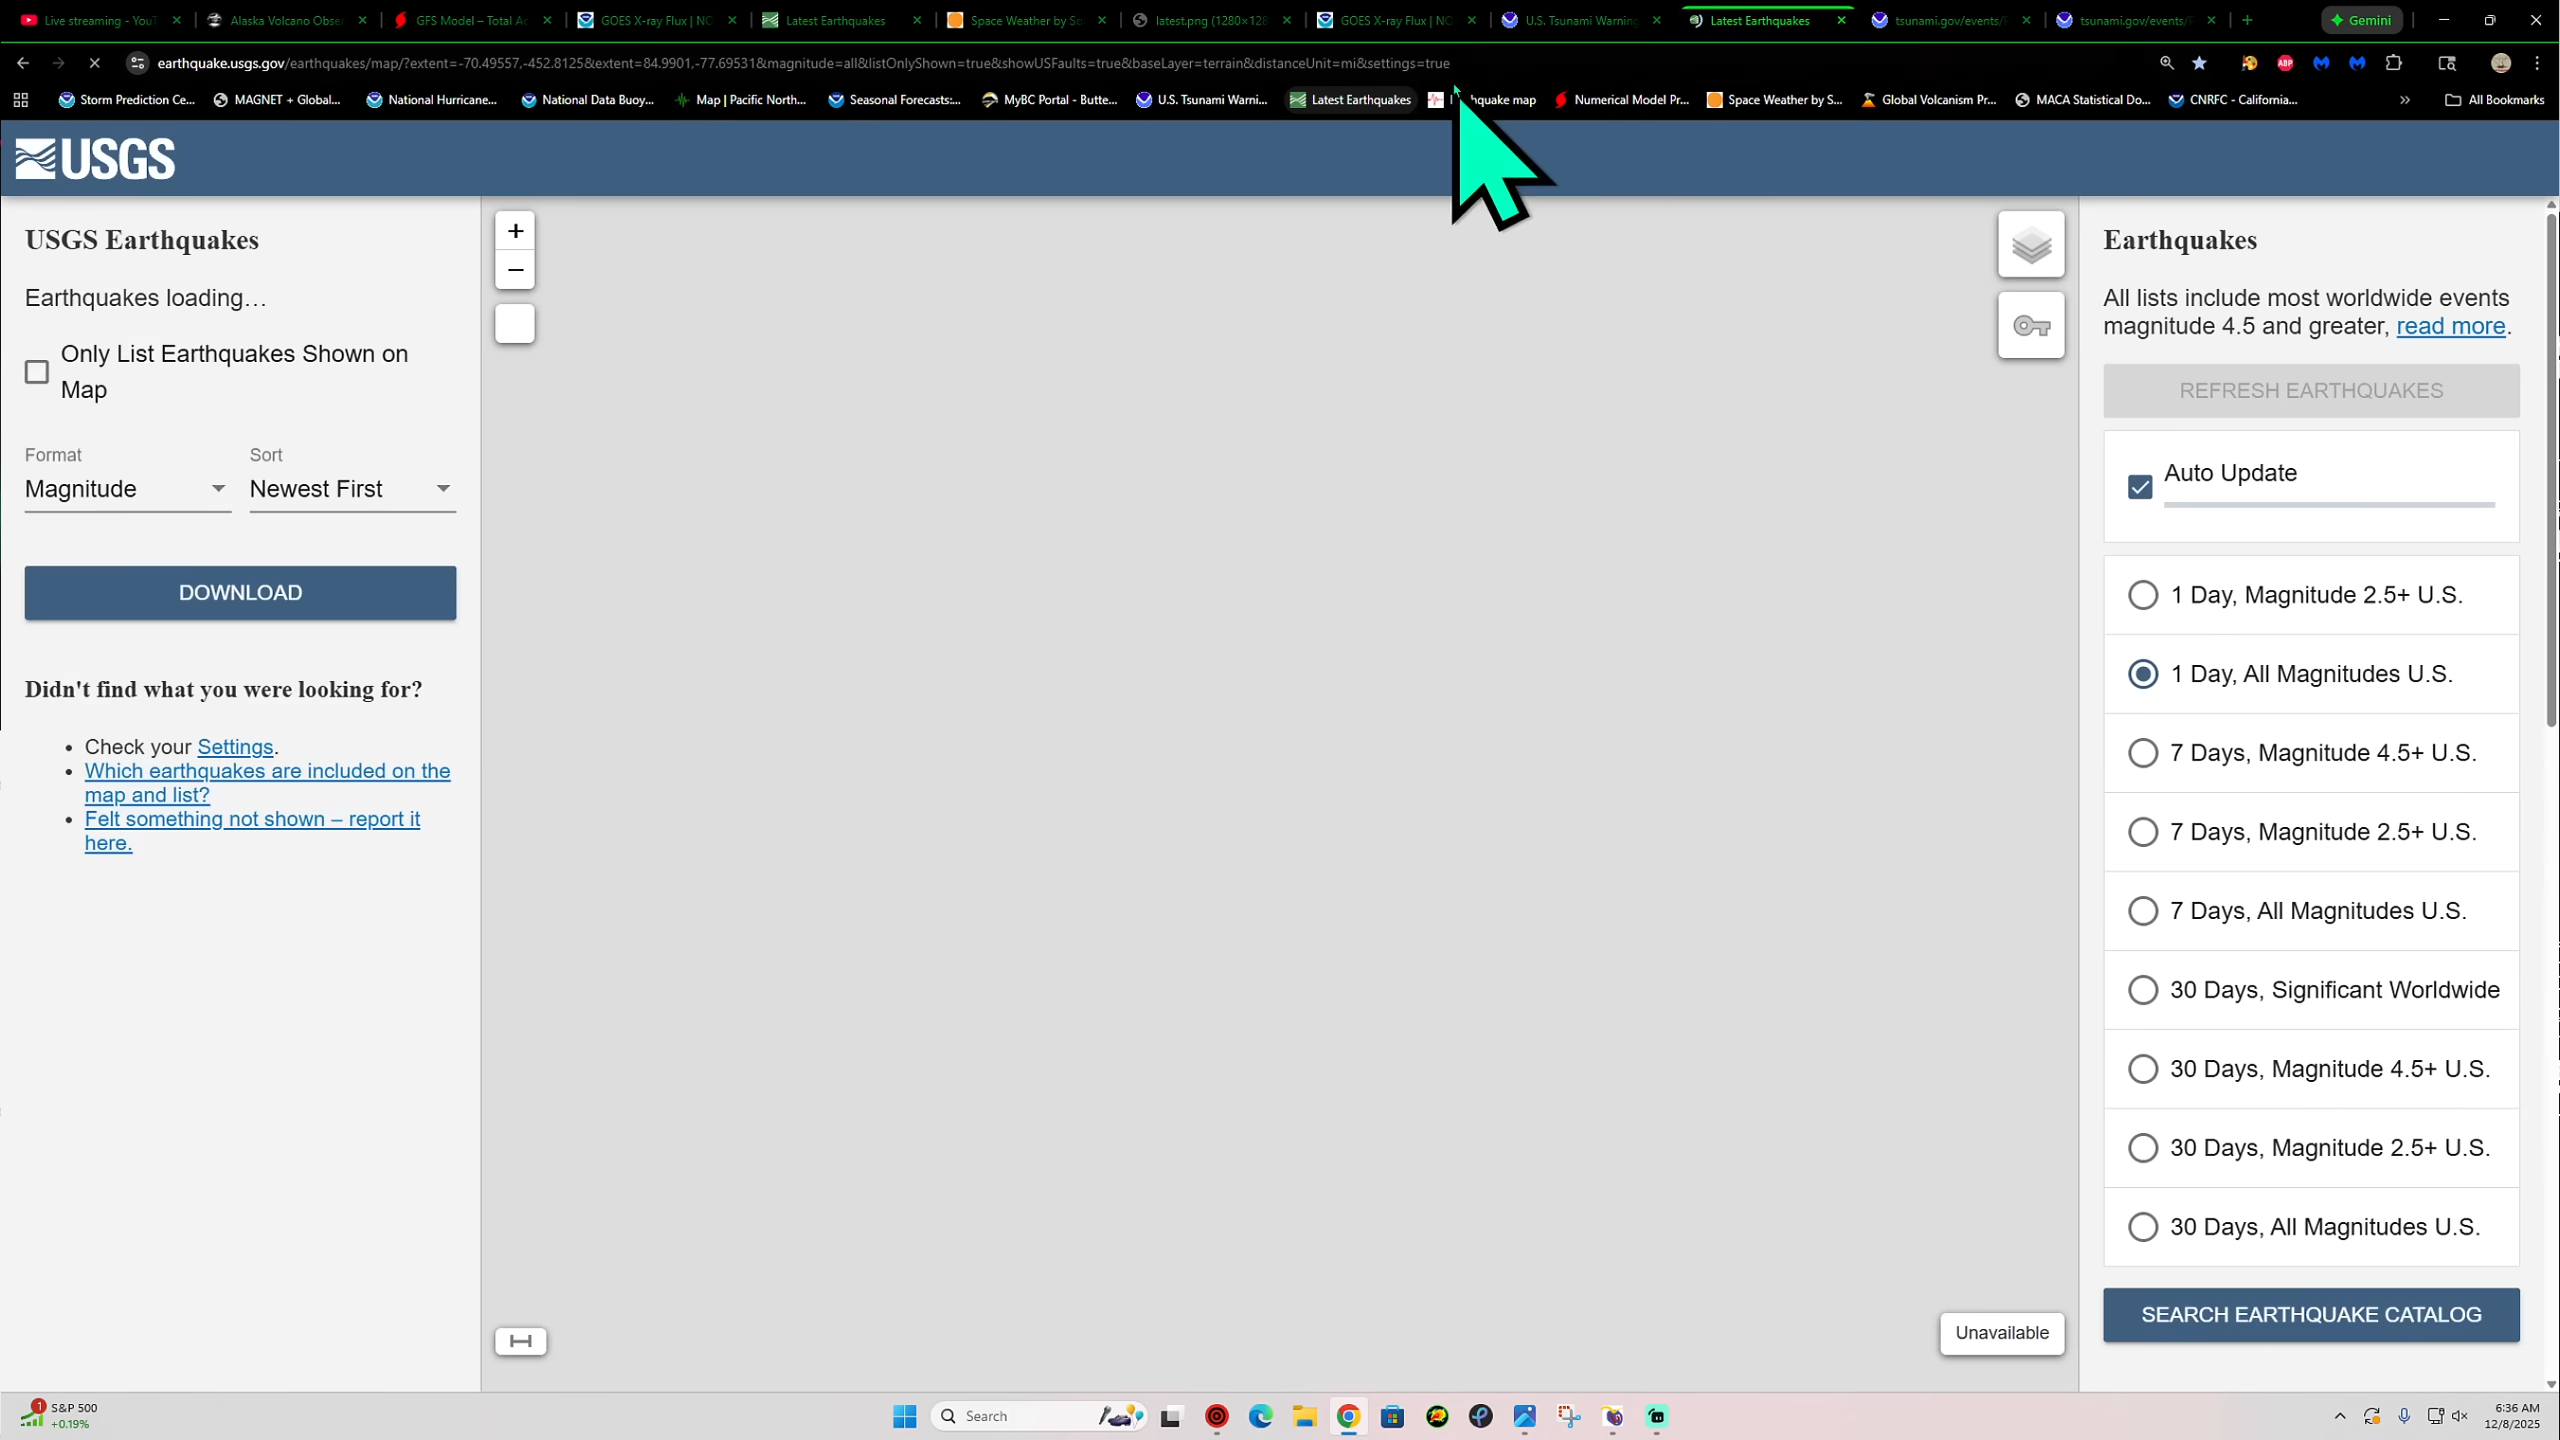 Live streaming - YouT
Alaska Volcano Obse
GFS Model – Total Ac
GOES X-ray Flux | NO
Latest Earthquakes
Space Weather by So
latest.png (1280×128
GOES X-ray Flux | NO
U.S. Tsunami Warning
Latest Earthquakes
tsunami.gov/events/
tsunami.gov/events/
Gemini
earthquake.usgs.gov/earthquakes/map/?extent=-70.49557,-452.8125&extent=84.9901,-77.69531&magnitude=all&listOnlyShown=true&showUSFaults=true&baseLayer=terrain&distanceUnit=mi&settings=true
ABP
Storm Prediction Ce...
MAGNET + Global...
National Hurricane...
National Data Buoy...
Map | Pacific North...
Seasonal Forecasts:...
MyBC Portal - Butte...
U.S. Tsunami Warni...
Latest Earthquakes
hquake map
Numerical Model Pr...
Space Weather by S...
Global Volcanism Pr...
MACA Statistical Do...
CNRFC - California...
All Bookmarks
USGS
USGS Earthquakes
Earthquakes loading…
Only List Earthquakes Shown on
Map
Format
Sort
Magnitude
Newest First
DOWNLOAD
Didn't find what you were looking for?
Check your Settings.
Which earthquakes are included on the
map and list?
Felt something not shown – report it
here.
+
−
Unavailable
Earthquakes
All lists include most worldwide events
magnitude 4.5 and greater, read more.
REFRESH EARTHQUAKES
Auto Update
1 Day, Magnitude 2.5+ U.S.
1 Day, All Magnitudes U.S.
7 Days, Magnitude 4.5+ U.S.
7 Days, Magnitude 2.5+ U.S.
7 Days, All Magnitudes U.S.
30 Days, Significant Worldwide
30 Days, Magnitude 4.5+ U.S.
30 Days, Magnitude 2.5+ U.S.
30 Days, All Magnitudes U.S.
SEARCH EARTHQUAKE CATALOG
1
S&P 500
+0.19%
Search
6:36 AM
12/8/2025